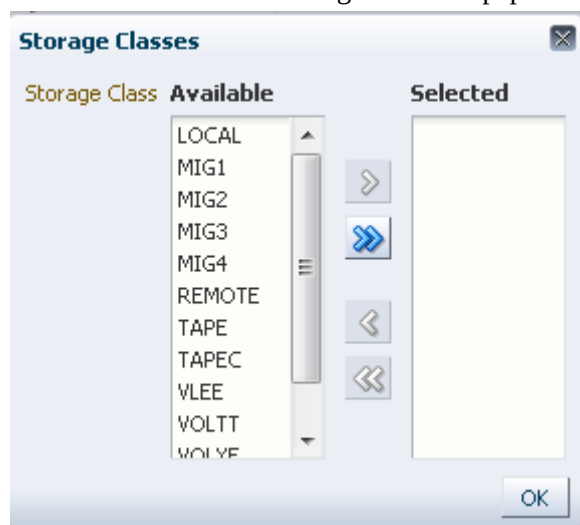 Storage Classes
Storage Class Available Selected
LOCAL
MIG1
MIG2
MIG3
MIG4
REMOTE
TAPE
TAPEC
VLEE
VOLTT
OK